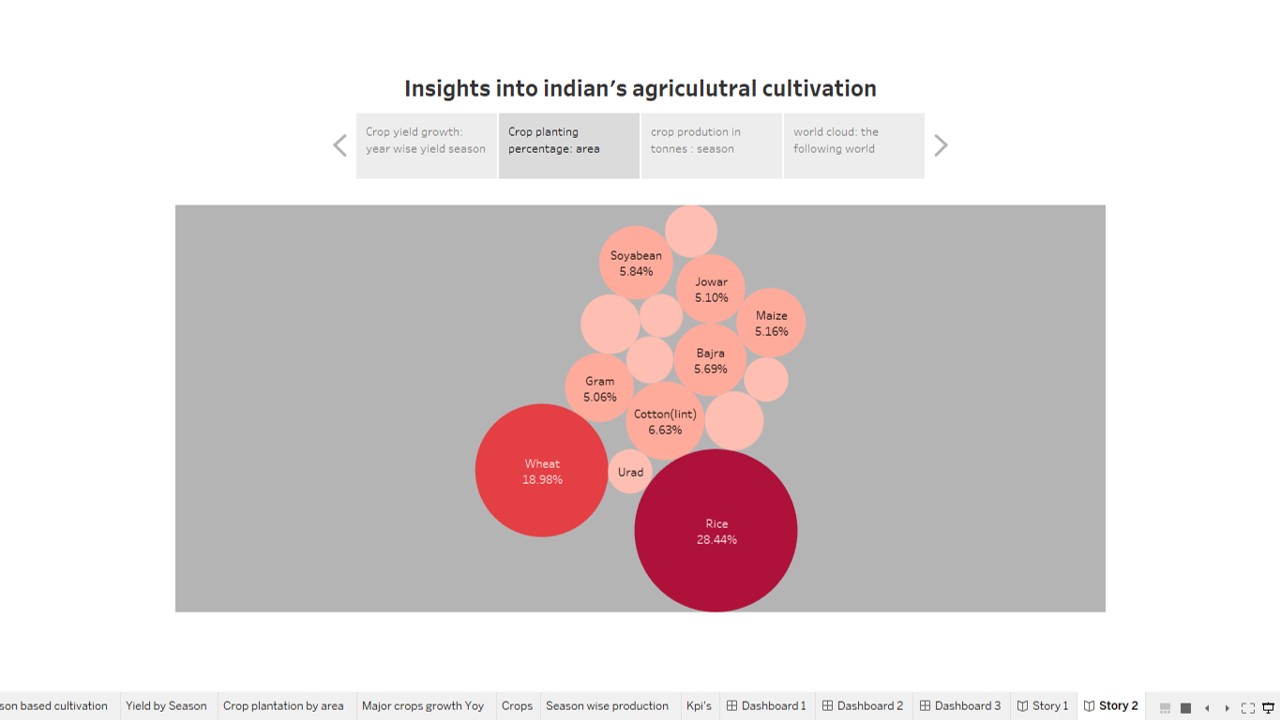 Insights into indian's agriculutral cultivation
Crop yield growth:
year wise yield season
Crop planting
percentage: area
crop prodution in
tonnes : season
world cloud: the
following world
Soyabean
5.84%
Jowar
5.10%
Maize
5.16%
Bajra
5.69%
Gram
5.06%
Cotton(lint)
6.63%
Wheat
18.98%
Urad
Rice
28.44%
son based cultivation Yield by Season Crop plantation by area Major crops growth Yoy Crops Season wise production Kpi's Dashboard 1 Dashboard 2 Dashboard 3 Story 1 Story 2